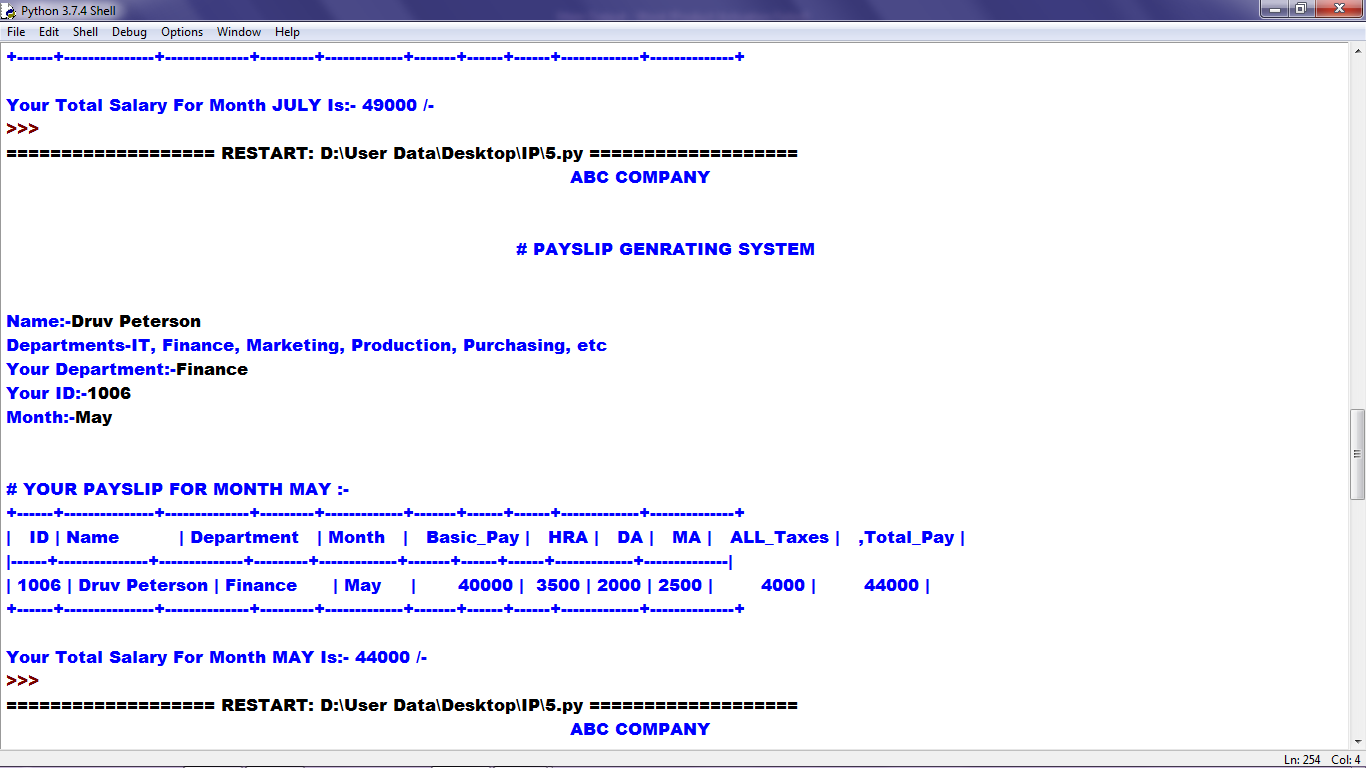 Python 3.7.4 Shell
File Edit Shell Debug Options Window Help
+------+---------------+--------------+---------+-------------+-------+------+------+-------------+--------------+
Your Total Salary For Month JULY Is:- 49000 /-
>>>
=================== RESTART: D:\User Data\Desktop\IP\5.py ===================
ABC COMPANY
# PAYSLIP GENRATING SYSTEM
Name:-Druv Peterson
Departments-IT, Finance, Marketing, Production, Purchasing, etc
Your Department:-Finance
Your ID:-1006
Month:-May
# YOUR PAYSLIP FOR MONTH MAY :-
+------+---------------+--------------+---------+-------------+-------+------+------+-------------+--------------+
| ID | Name | Department | Month | Basic_Pay | HRA | DA | MA | ALL_Taxes | ,Total_Pay |
|------+---------------+--------------+---------+-------------+-------+------+------+-------------+--------------|
| 1006 | Druv Peterson | Finance | May | 40000 | 3500 | 2000 | 2500 | 4000 | 44000 |
+------+---------------+--------------+---------+-------------+-------+------+------+-------------+--------------+
Your Total Salary For Month MAY Is:- 44000 /-
>>>
=================== RESTART: D:\User Data\Desktop\IP\5.py ===================
ABC COMPANY
Ln: 254 Col: 4